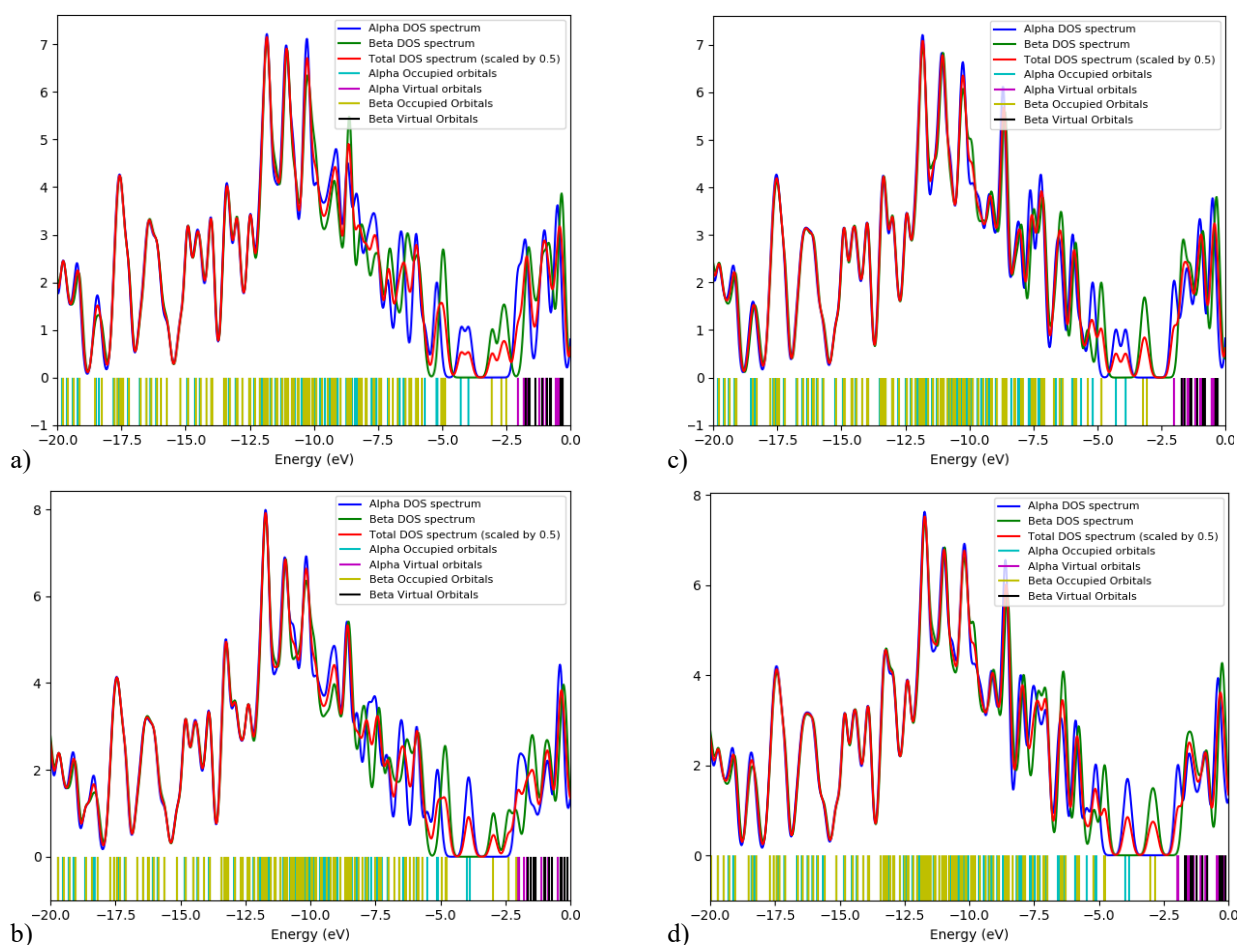 Alpha DOS spectrum
Beta DOS spectrum
Total DOS spectrum (scaled by 0.5)
Alpha Occupied orbitals
Alpha Virtual orbitals
Beta Occupied Orbitals
Beta Virtual Orbitals
7
6
5
4
3
2
1
0
−1
−20.0 −17.5 −15.0 −12.5 −10.0 −7.5 −5.0 −2.5 0.0
Energy (eV)
a)
Alpha DOS spectrum
Beta DOS spectrum
Total DOS spectrum (scaled by 0.5)
Alpha Occupied orbitals
Alpha Virtual orbitals
Beta Occupied Orbitals
Beta Virtual Orbitals
7
6
5
4
3
2
1
0
−1
−20.0 −17.5 −15.0 −12.5 −10.0 −7.5 −5.0 −2.5 0.0
Energy (eV)
c)
Alpha DOS spectrum
Beta DOS spectrum
Total DOS spectrum (scaled by 0.5)
Alpha Occupied orbitals
Alpha Virtual orbitals
Beta Occupied Orbitals
Beta Virtual Orbitals
8
6
4
2
0
−20.0 −17.5 −15.0 −12.5 −10.0 −7.5 −5.0 −2.5 0.0
Energy (eV)
b)
Alpha DOS spectrum
Beta DOS spectrum
Total DOS spectrum (scaled by 0.5)
Alpha Occupied orbitals
Alpha Virtual orbitals
Beta Occupied Orbitals
Beta Virtual Orbitals
8
6
4
2
0
−20.0 −17.5 −15.0 −12.5 −10.0 −7.5 −5.0 −2.5 0.0
Energy (eV)
d)